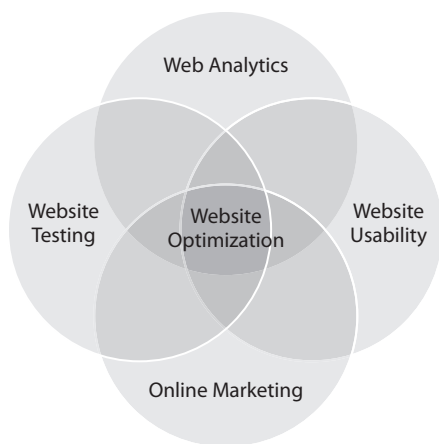 Web Analytics
Website
Testing
Website
Optimization
Website
Usability
Online Marketing